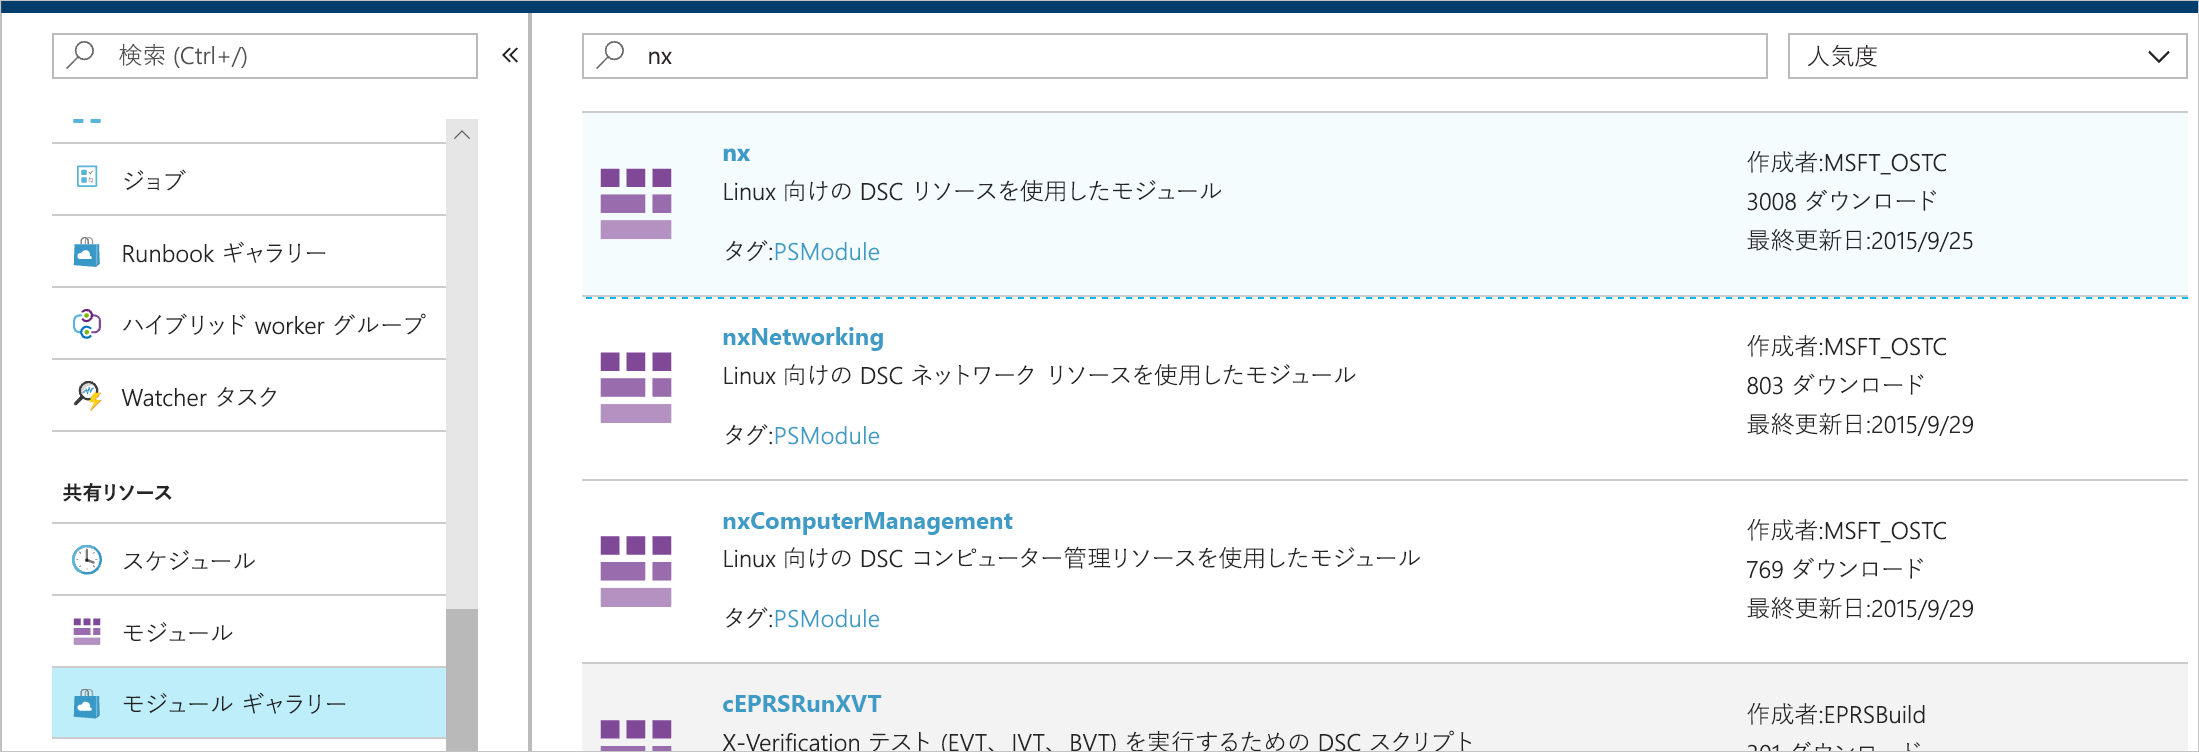 検索 (Ctrl+/)
ジョブ
Runbook ギャラリー
ハイブリッド worker グループ
Watcher タスク
共有リソース
スケジュール
モジュール
モジュール ギャラリー
nx
人気度
nx
Linux 向けの DSC リソースを使用したモジュール
タグ:PSModule
作成者:MSFT_OSTC
3008 ダウンロード
最終更新日:2015/9/25
nxNetworking
Linux 向けの DSC ネットワーク リソースを使用したモジュール
タグ:PSModule
作成者:MSFT_OSTC
803 ダウンロード
最終更新日:2015/9/29
nxComputerManagement
Linux 向けの DSC コンピューター管理リソースを使用したモジュール
タグ:PSModule
作成者:MSFT_OSTC
769 ダウンロード
最終更新日:2015/9/29
cEPRSRunXVT
X-Verification テスト (EVT、IVT、BVT) を実行するための DSC スクリプト
作成者:EPRSBuild
ダウンロード